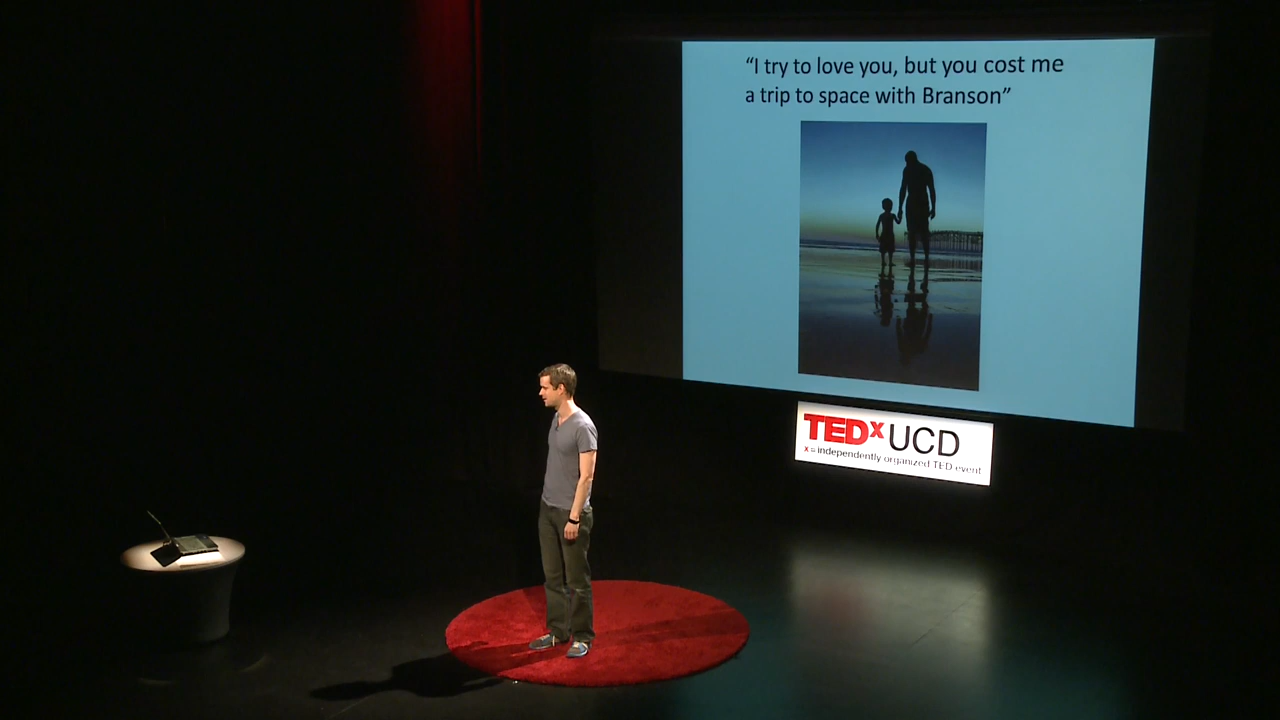 “I try to love you, but you cost me
a trip to space with Branson”
TEDx UCD
x = independently organized TED event